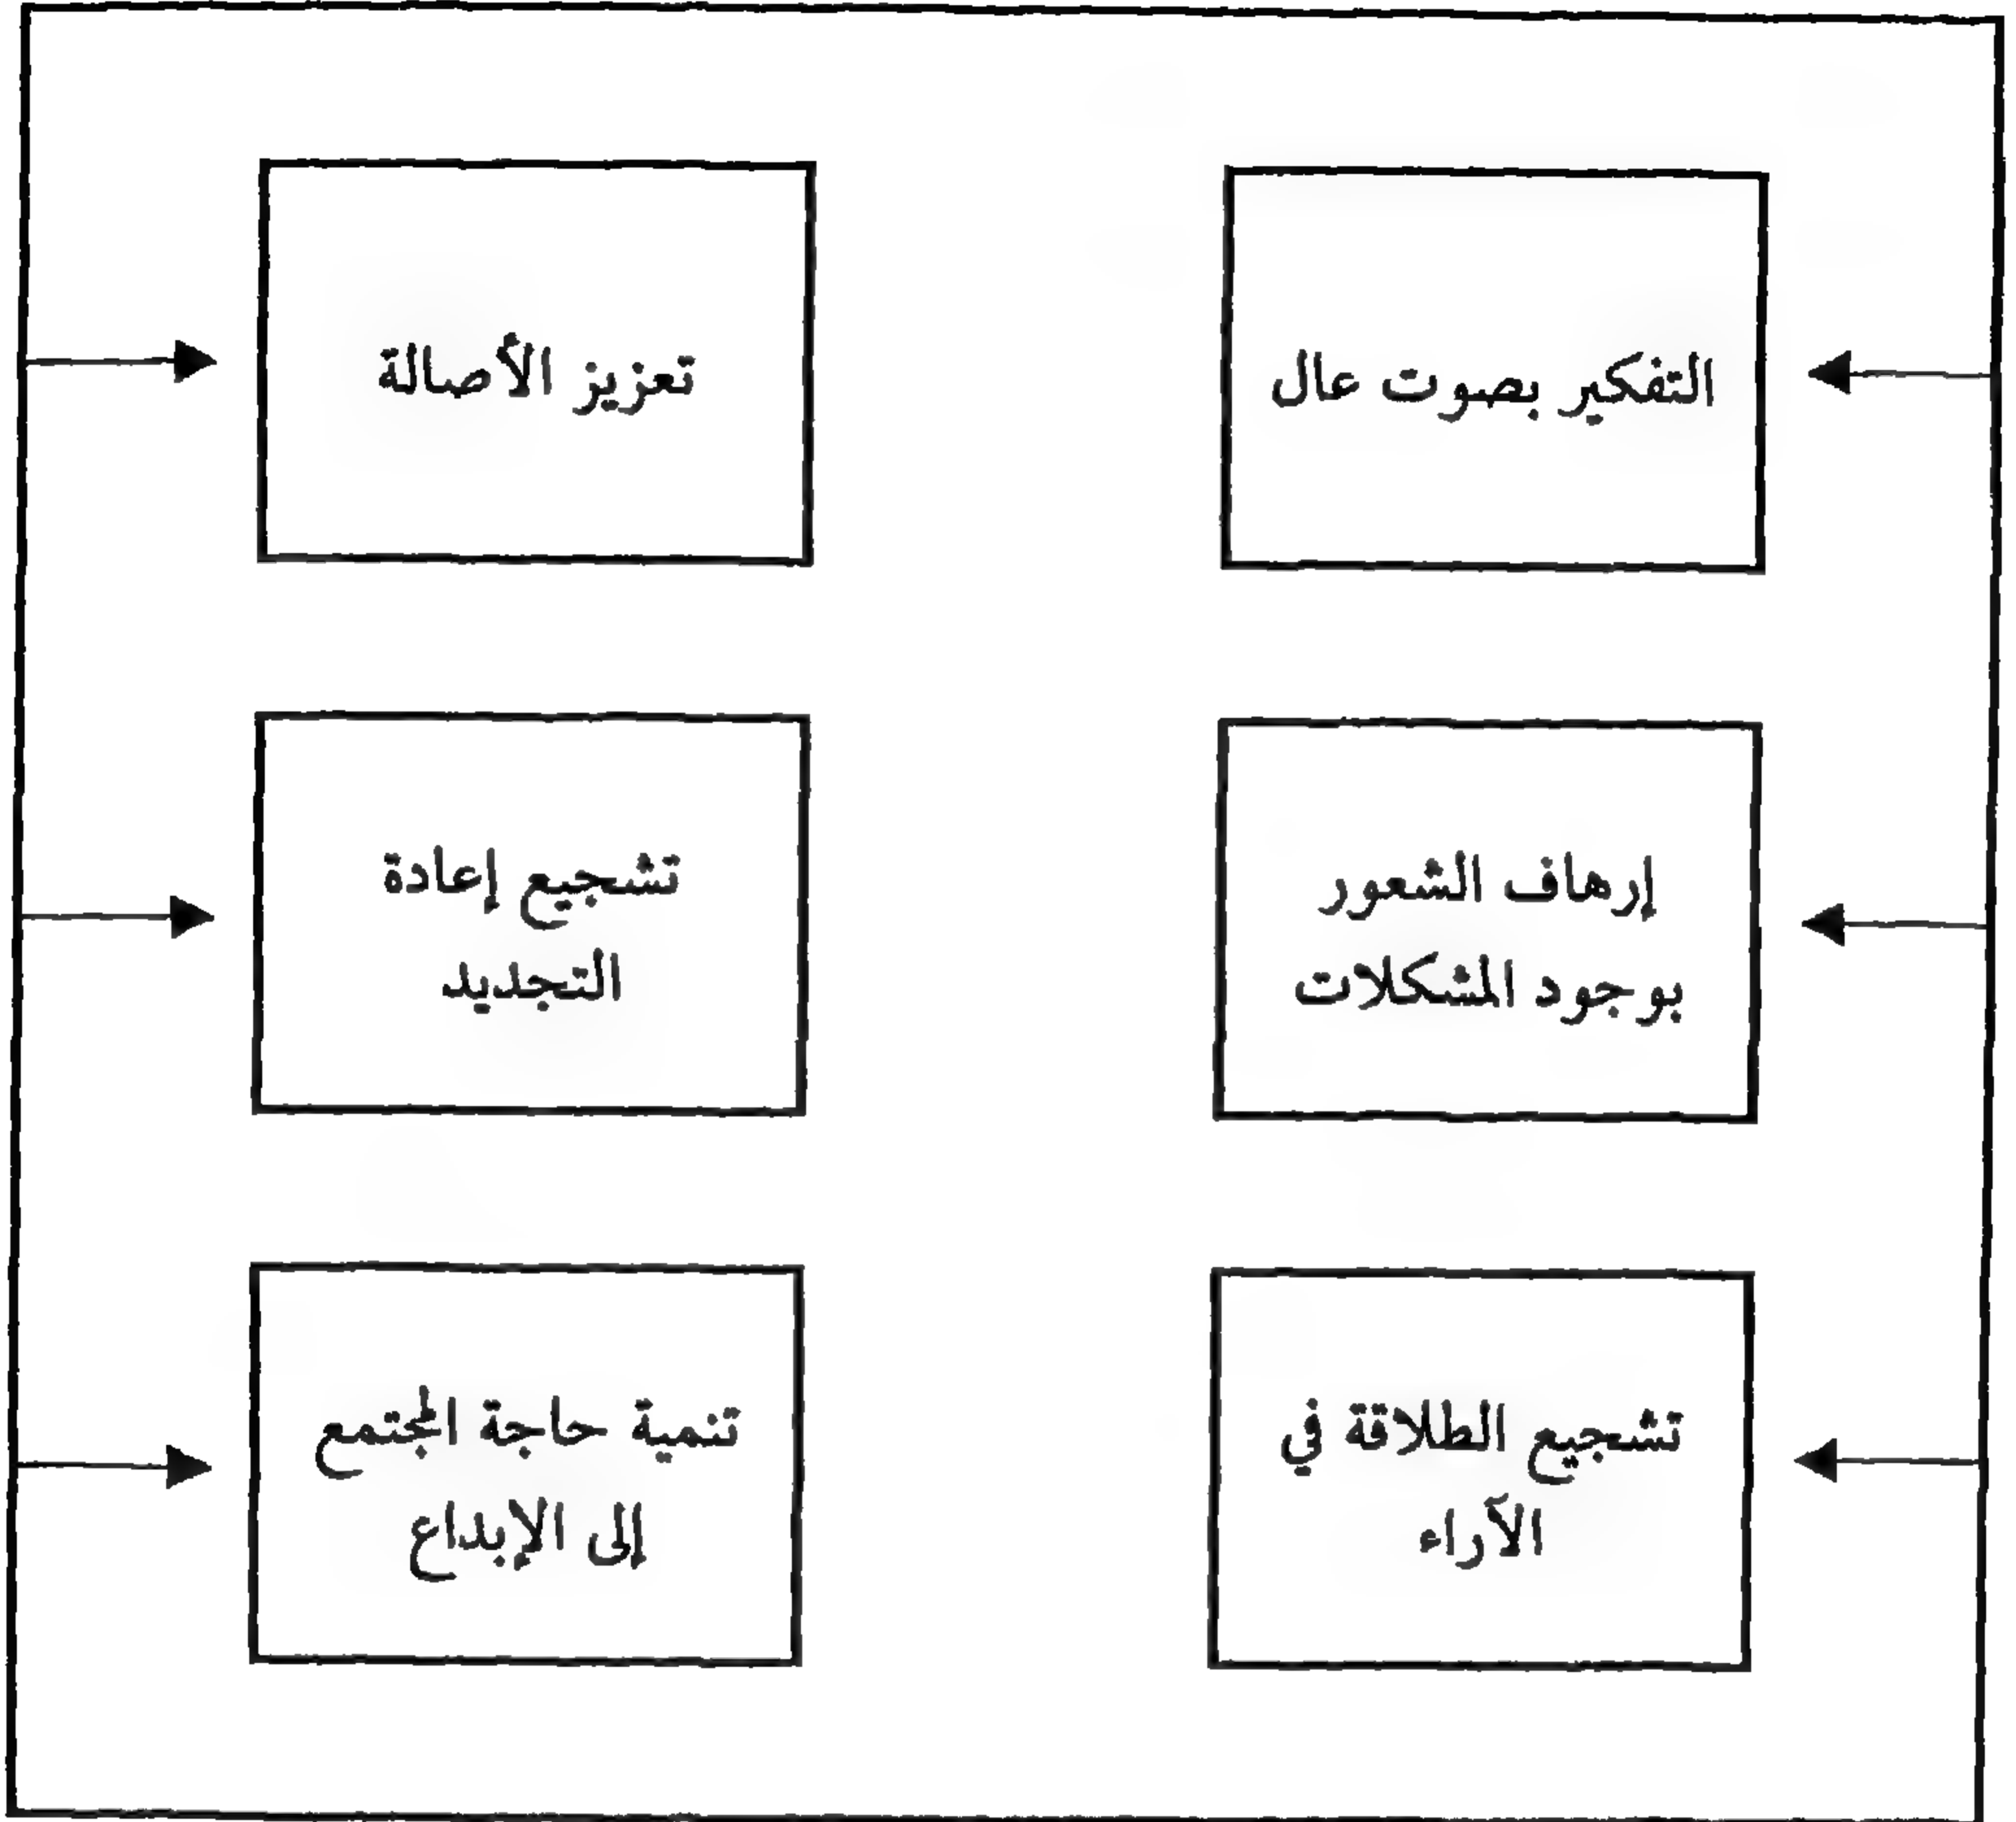 التفكير بصوت عال
تعزيز الأصالة
إرهاف الشعور
بوجود المشكلات
تشجيع إعادة
التجديد
تشجيع الطلاقة في
الآراء
تنمية حاجة المجتمع
إلى الإبداع